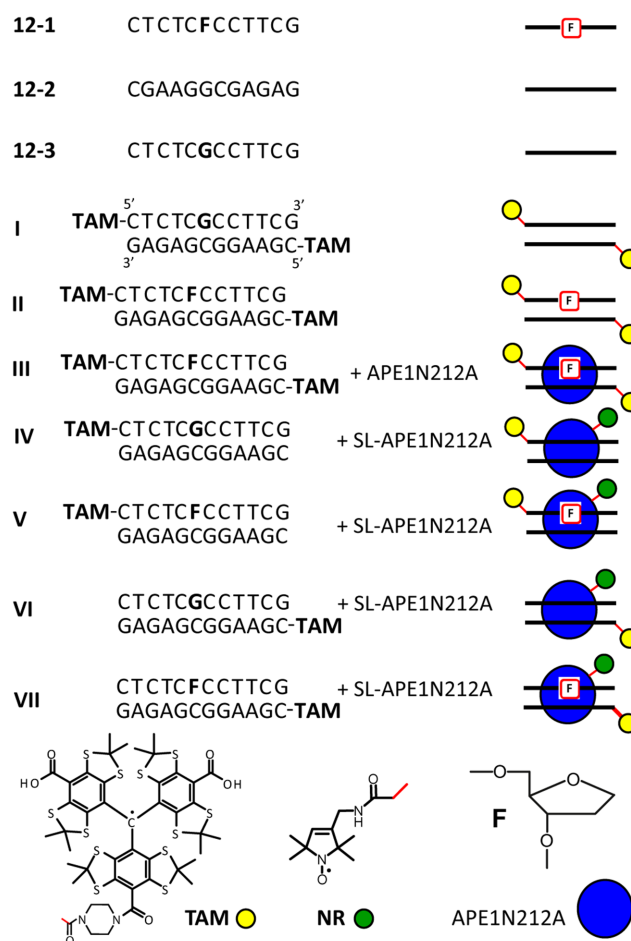 12-1 CTCTCFCCTTCG F
12-2 CGAAGGCGAGAG
12-3 CTCTCGCCTTCG
5' 3'
I TAM-CTCTCGCCTTCG
GAGAGCGGAAGC-TAM
3' 5'
II TAM-CTCTCFCCTTCG F
GAGAGCGGAAGC-TAM
III TAM-CTCTCFCCTTCG + APE1N212A F
GAGAGCGGAAGC-TAM
IV TAM-CTCTCGCCTTCG + SL-APE1N212A
GAGAGCGGAAGC
V TAM-CTCTCFCCTTCG + SL-APE1N212A F
GAGAGCGGAAGC
VI CTCTCGCCTTCG + SL-APE1N212A
GAGAGCGGAAGC-TAM
VII CTCTCFCCTTCG + SL-APE1N212A F
GAGAGCGGAAGC-TAM
O S S S S O
HO OH
S S S S
C
S S S S
S S
S S
N N O
O
TAM
O
N
H
N
O
NR
O O
F
O
APE1N212A